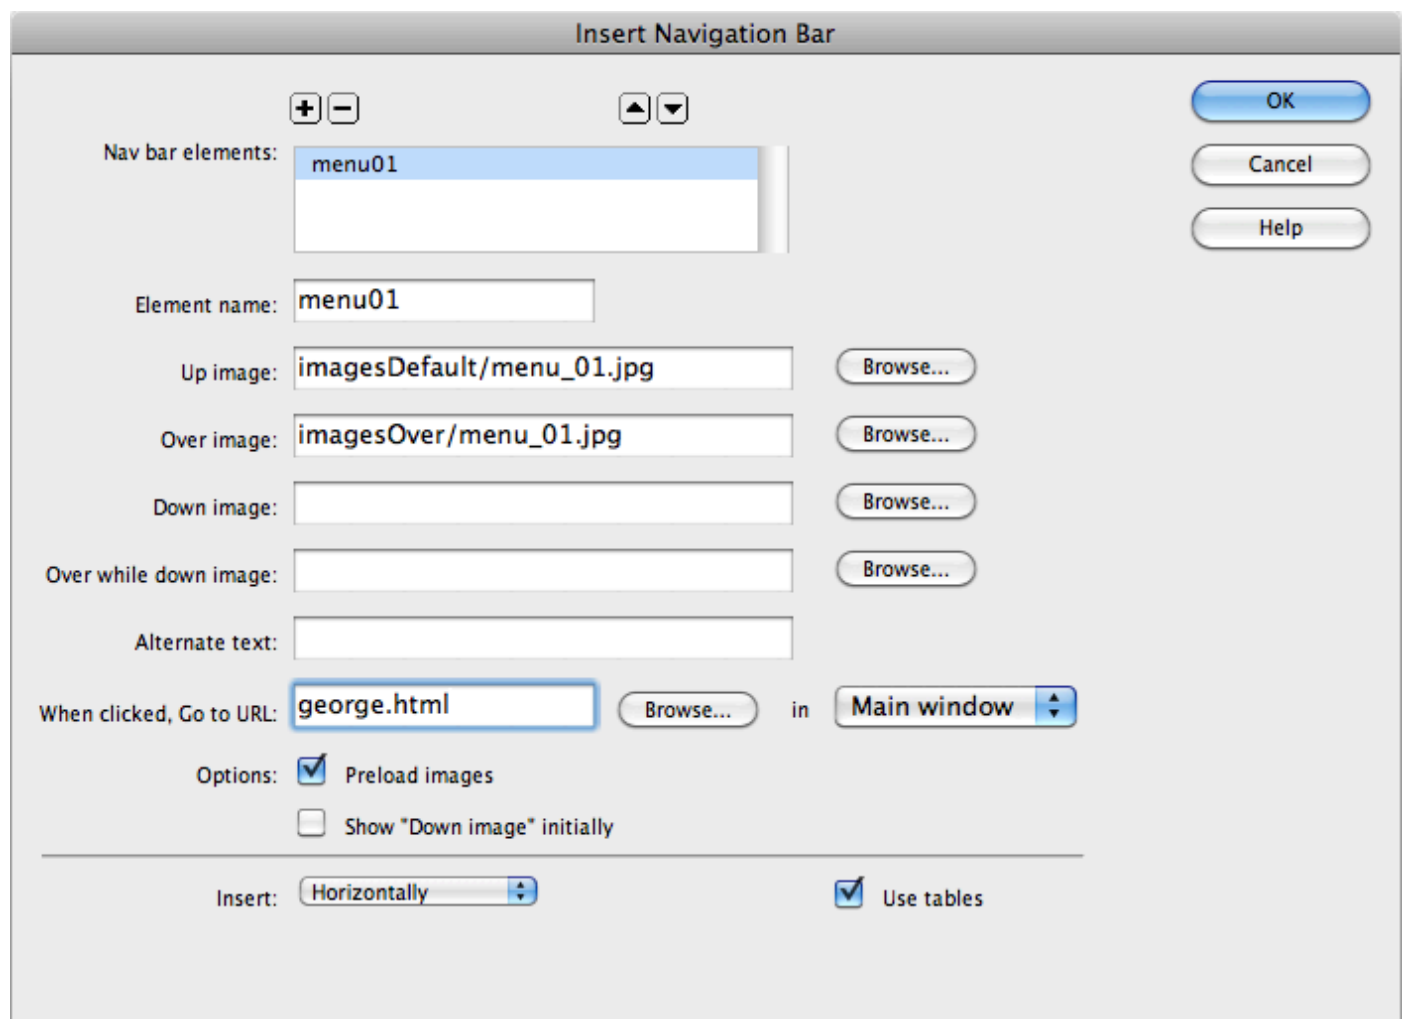 Insert Navigation Bar
OK
Nav bar elements:
menu01
Cancel
Help
Element name: menu01
Up image: imagesDefault/menu_01.jpg Browse...
Over image: imagesOver/menu_01.jpg Browse...
Down image: Browse...
Over while down image: Browse...
Alternate text:
When clicked, Go to URL: george.html Browse... in Main window
Options: Preload images
Show "Down image" initially
Insert: Horizontally Use tables